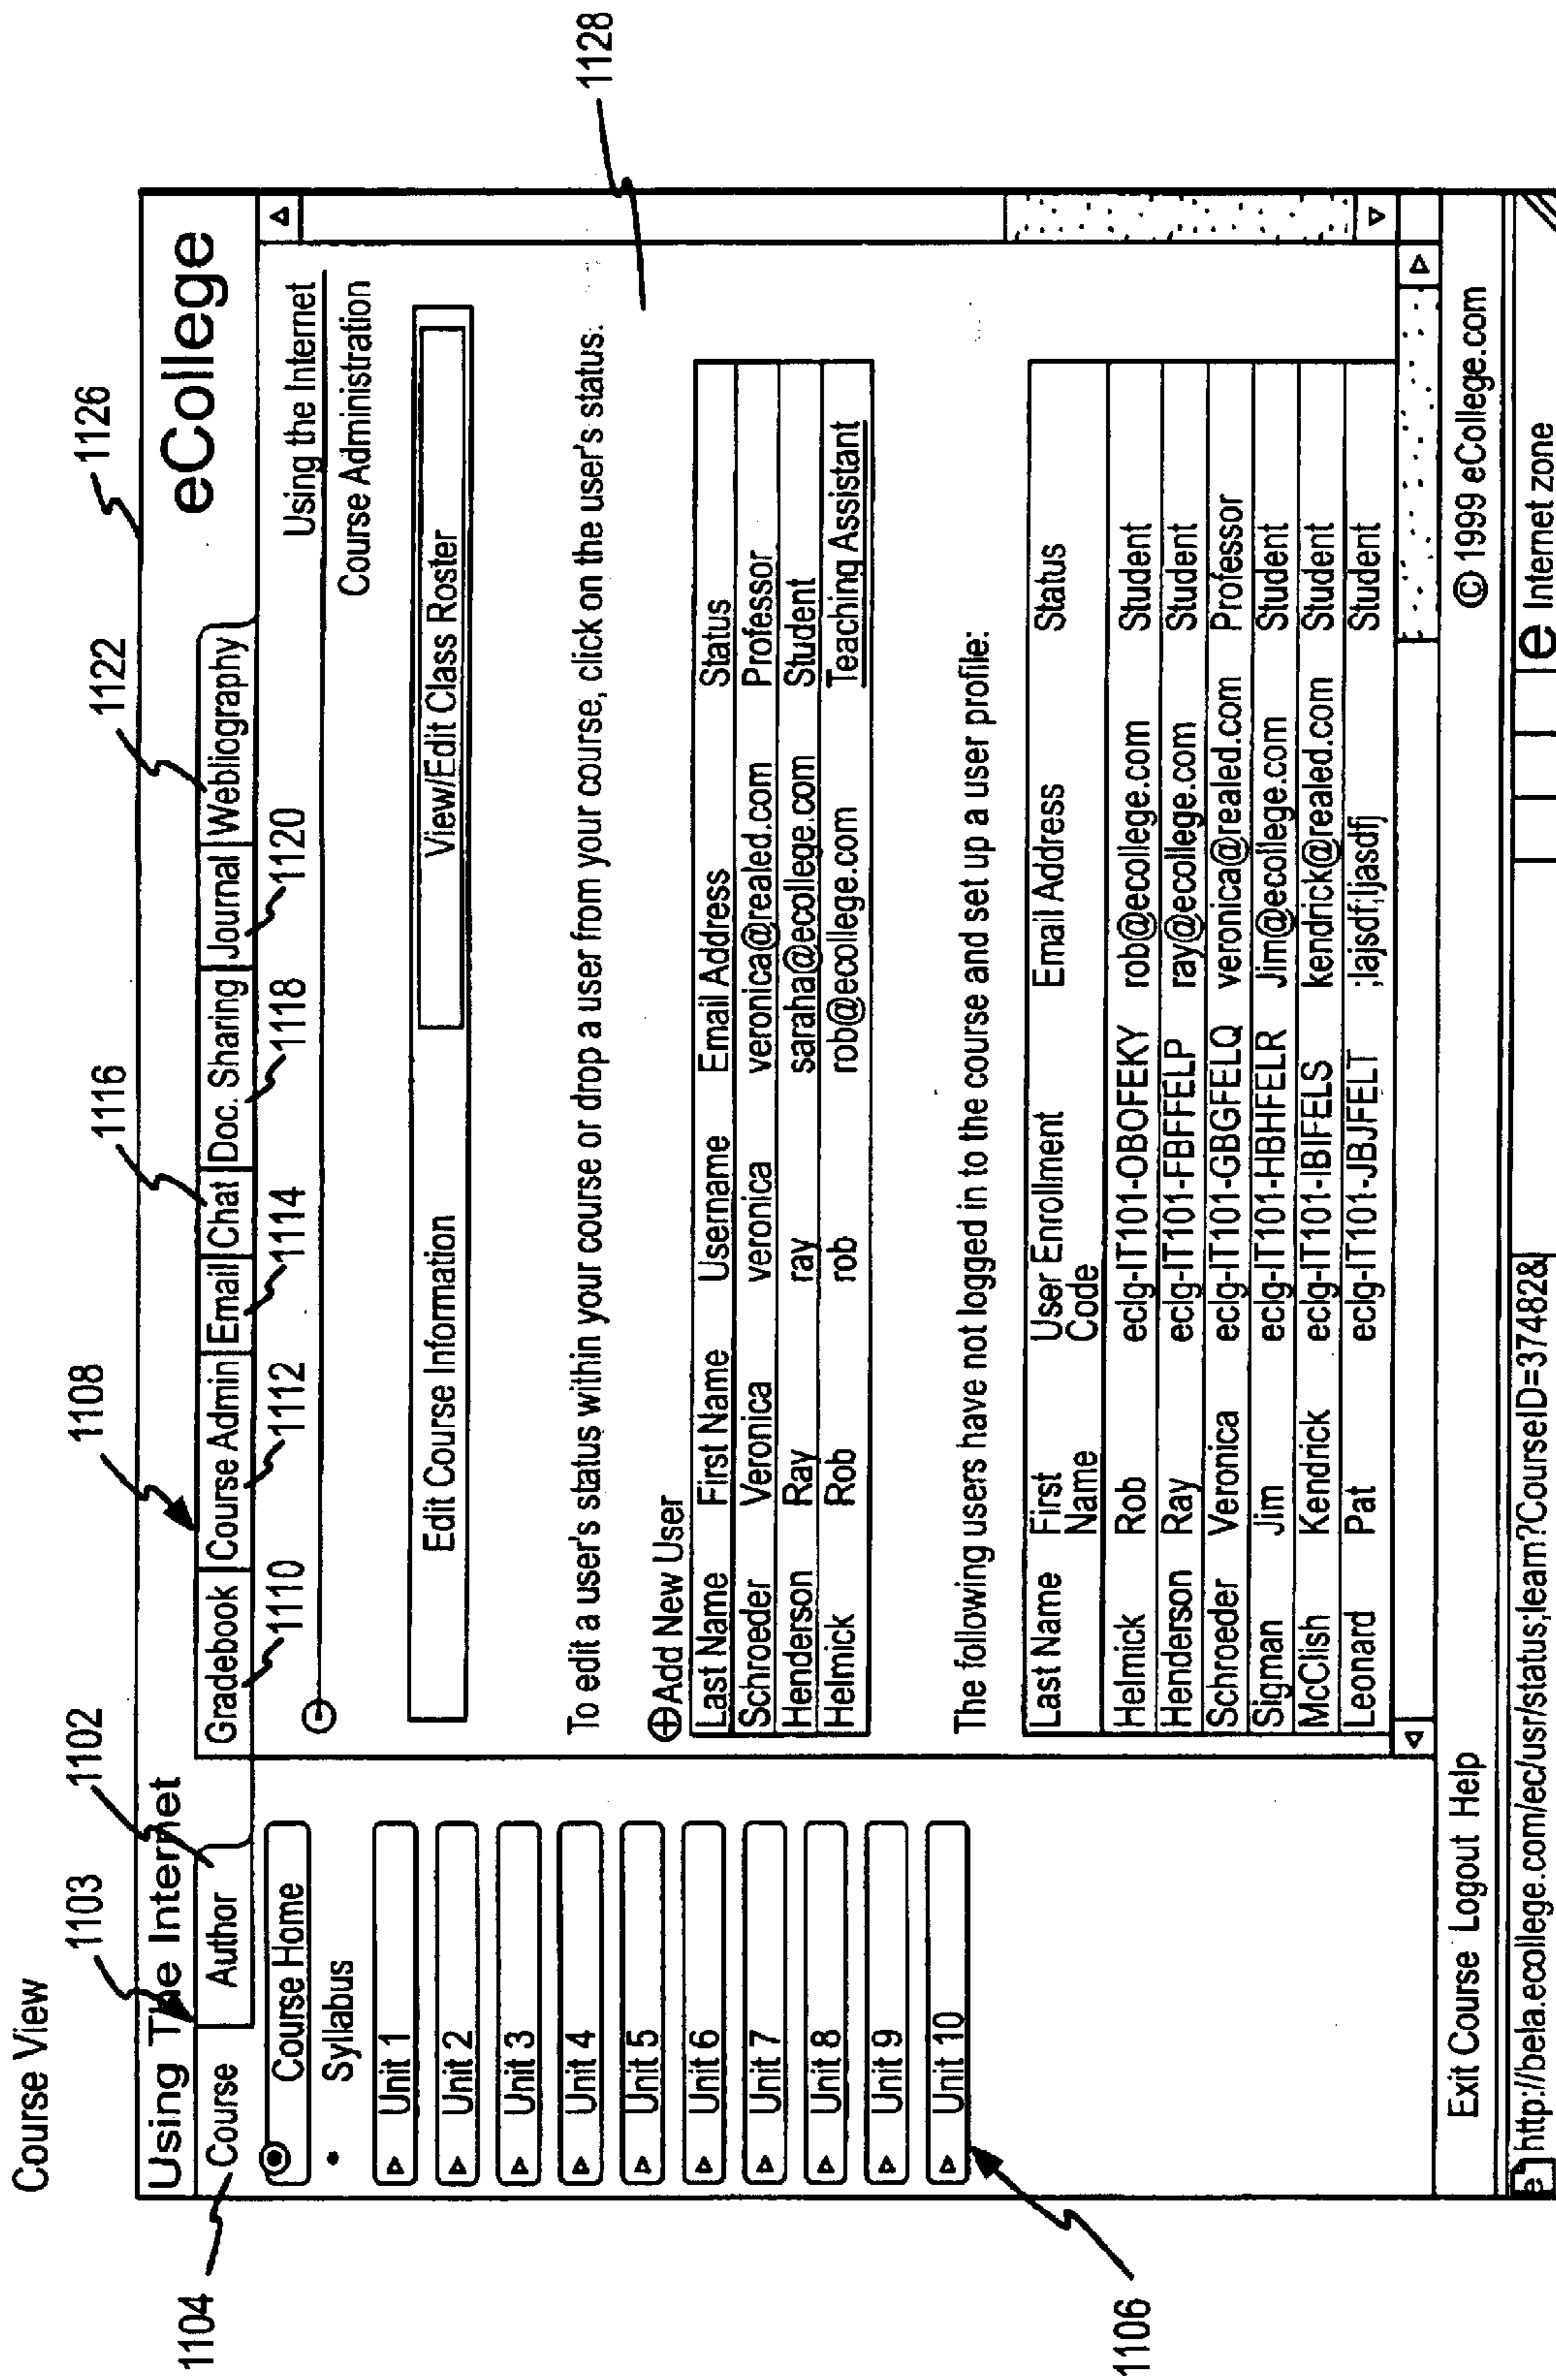 Course View
1103
1102
1108
1116
1122
1126
Using The Internet
eCollege
1104
Course Author
Gradebook Course Admin Email Chat Doc. Sharing Journal Webliography
1110
1112
1114
1118
1120
Course Home
Syllabus
Unit 1
Unit 2
Unit 3
Unit 4
Unit 5
Unit 6
Unit 7
Unit 8
Unit 9
Unit 10
1106
Using the Internet
Course Administration
Edit Course Information View/Edit Class Roster
To edit a user's status within your course or drop a user from your course, click on the user's status.
1128
Add New User
Last Name First Name Username Email Address Status
Schroeder Veronica veronica veronica@realed.com Professor
Henderson Ray ray saraha@ecollege.com Student
Helmick Rob rob rob@ecollege.com Teaching Assistant
The following users have not logged in to the course and set up a user profile:
Last Name First Name User Enrollment Code Email Address Status
Helmick Rob eclg-IT101-OBOFEKY rob@ecollege.com Student
Henderson Ray eclg-IT101-FBFFELP ray@ecollege.com Student
Schroeder Veronica eclg-IT101-GBGFELQ veronica@realed.com Professor
Sigman Jim eclg-IT101-HBHFELR Jim@ecollege.com Student
McClish Kendrick eclg-IT101-IBIFELS kendrick@realed.com Student
Leonard Pat eclg-IT101-JBJFELT ;lajsdf;ljasdfj Student
Exit Course Logout Help
© 1999 eCollege.com
e http://bela.ecollege.com/ec/usr/status;learn?CourseID=37482&
e Internet zone